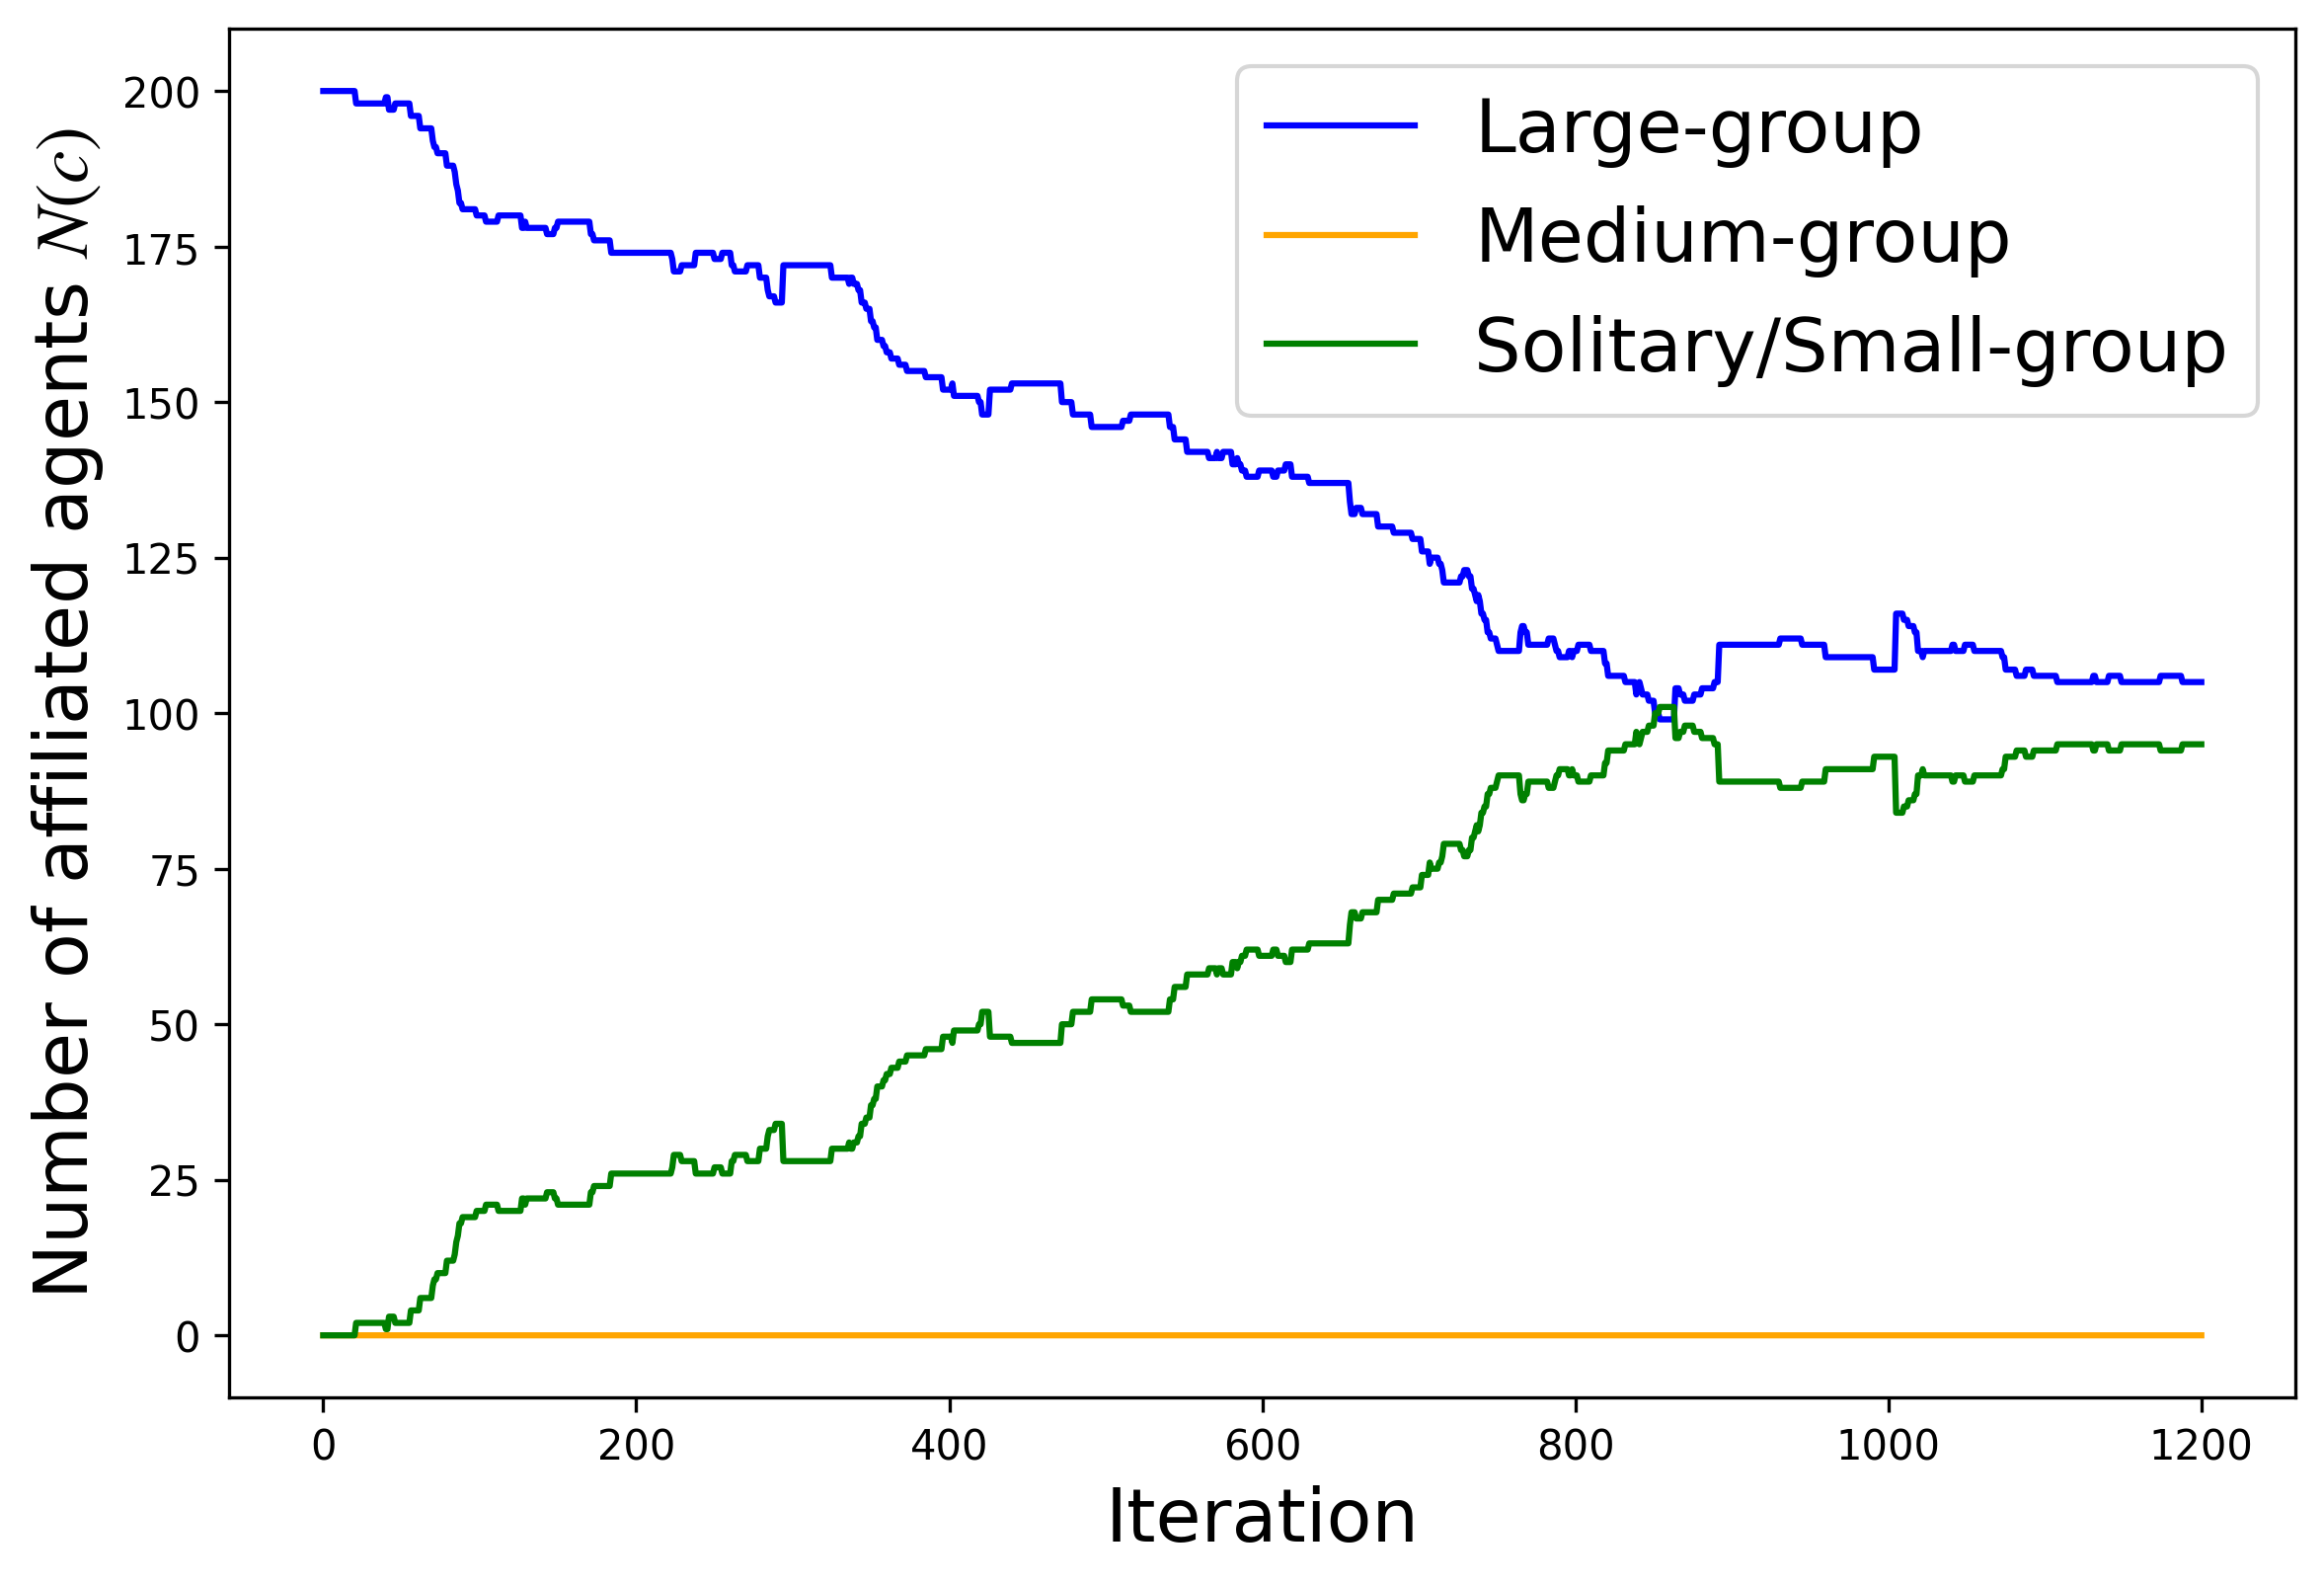 Number of affiliated agents N(c)
200
175
150
125
100
75
50
25
0
Large-group
Medium-group
Solitary/Small-group
0 200 400 600 800 1000 1200
Iteration